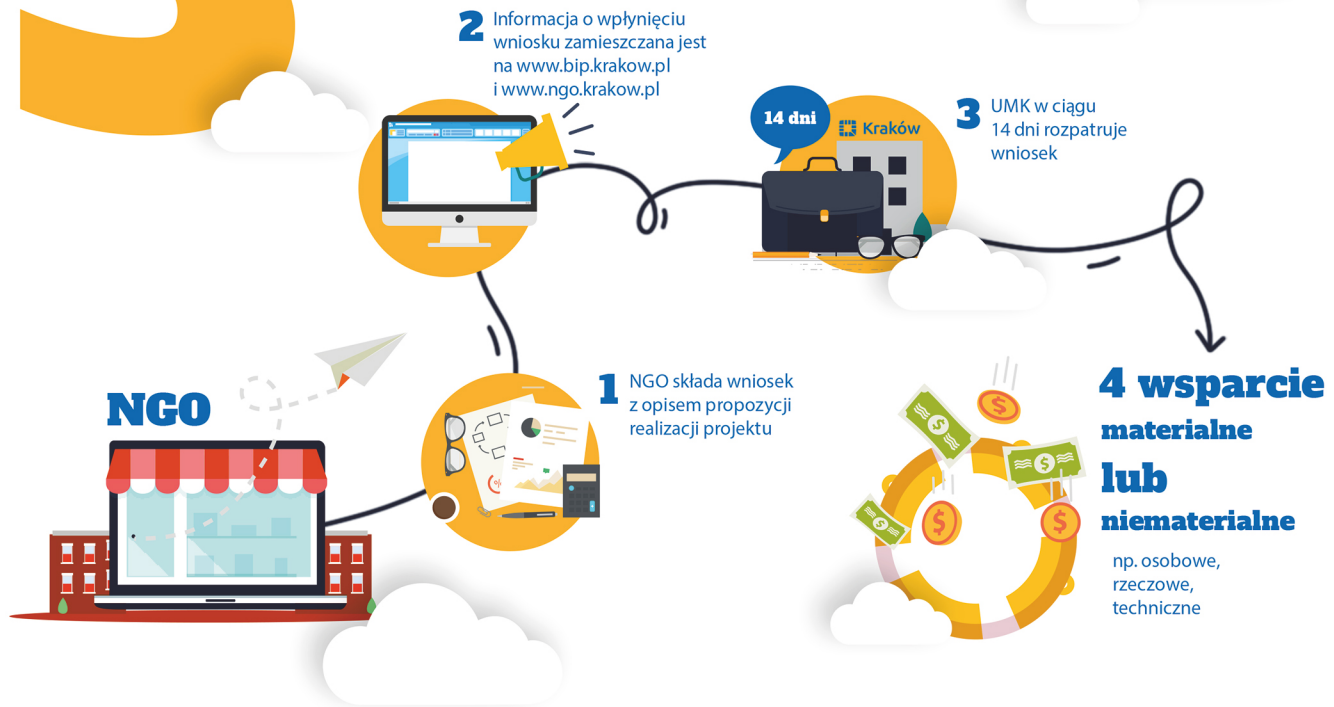 2 Informacja o wpłynięciu
wniosku zamieszczana jest
na www.bip.krakow.pl
i www.ngo.krakow.pl
14 dni
Kraków
3 UMK w ciągu
14 dni rozpatruje
wniosek
NGO
1 NGO składa wniosek
z opisem propozycji
realizacji projektu
4 wsparcie
materialne
lub
niematerialne
np. osobowe,
rzeczowe,
techniczne